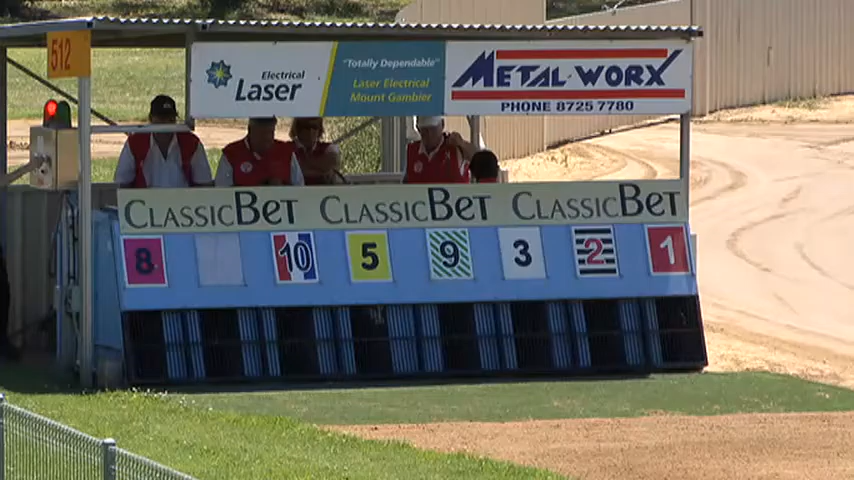 512
Electrical
Laser
"Totally Dependable"
Laser Electrical
Mount Gambier
METAL-WORX
PHONE 8725 7780
CLASSICBET CLASSICBET CLASSICBET
8 10 5 9 3 2 1